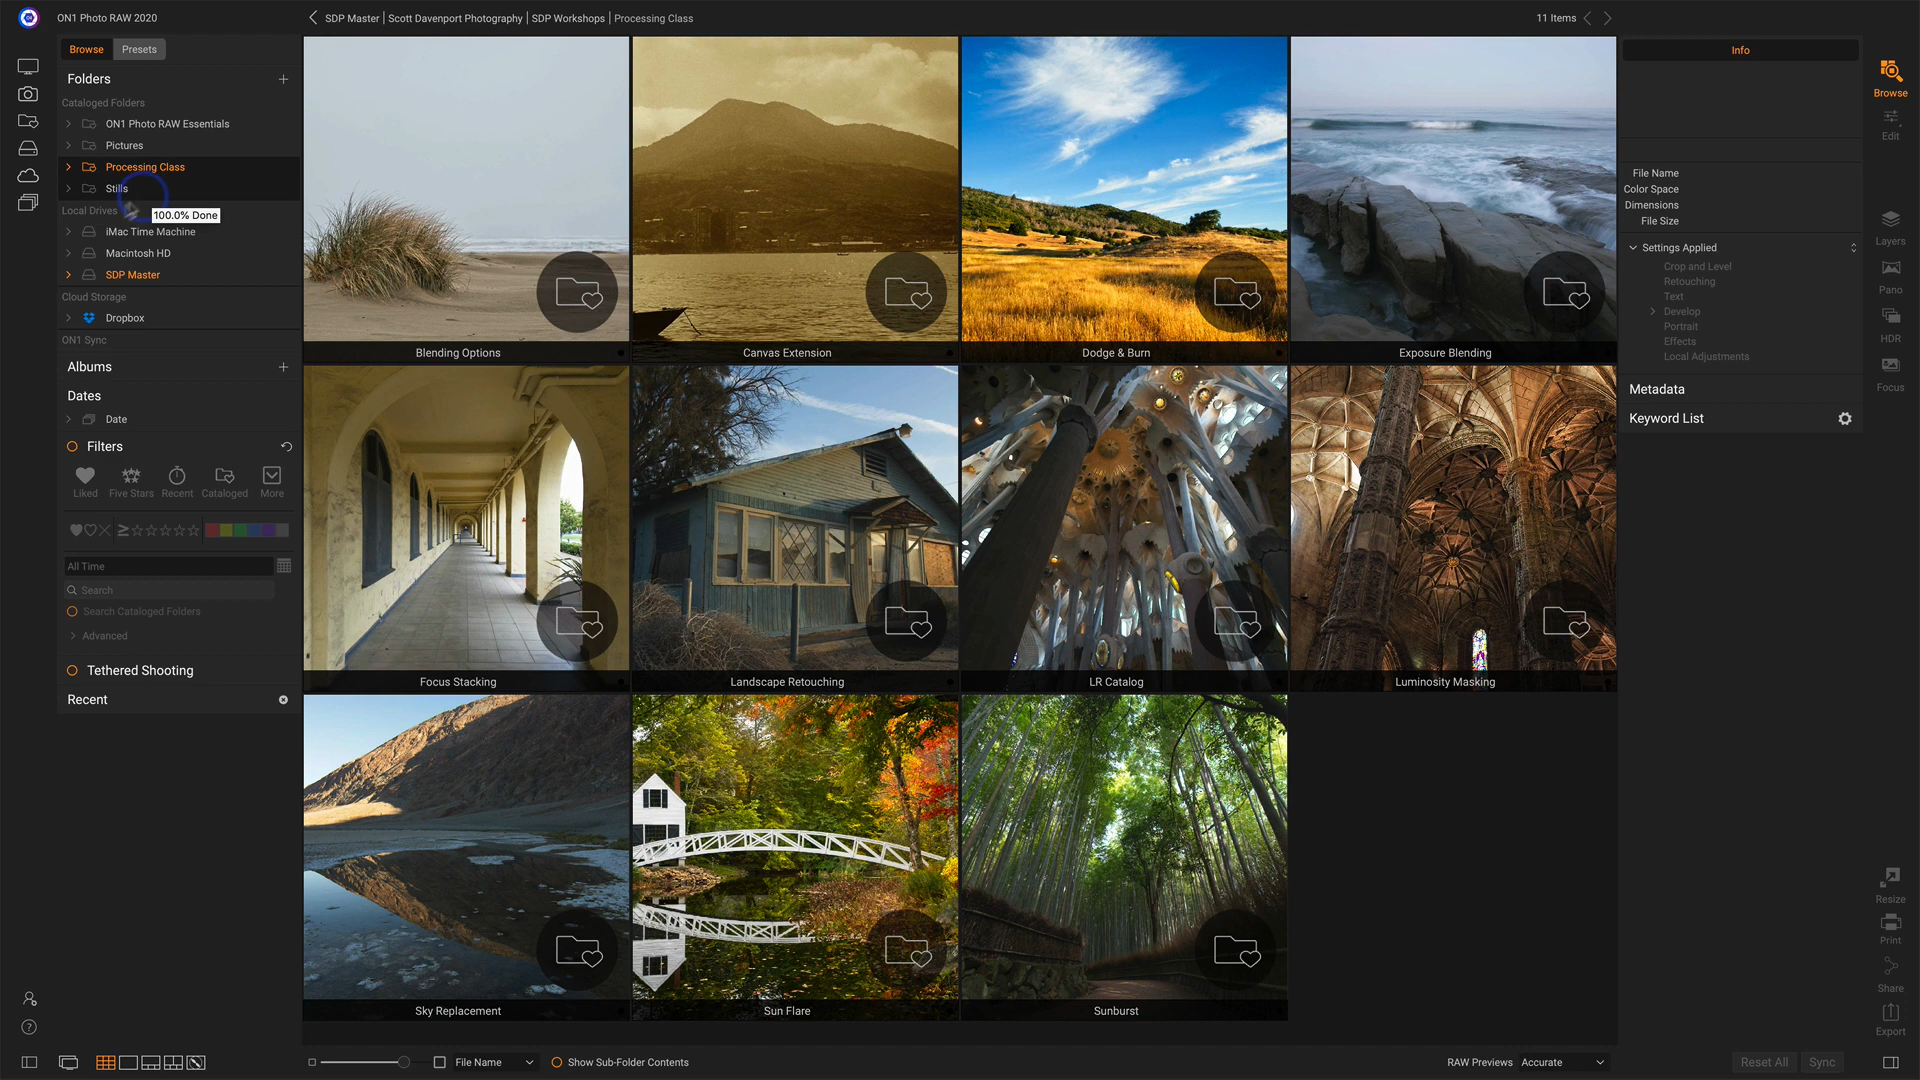 ON1 Photo RAW 2020
SDP Master | Scott Davenport Photography | SDP Workshops | Processing Class
11 Items
Browse
Presets
Folders
Cataloged Folders
ON1 Photo RAW Essentials
Pictures
Processing Class
Stills
100.0% Done
Local Drives
iMac Time Machine
Macintosh HD
SDP Master
Cloud Storage
Dropbox
ON1 Sync
Albums
Dates
Date
Filters
Liked
Five Stars
Recent
Cataloged
More
All Time
Search
Search Cataloged Folders
Advanced
Tethered Shooting
Recent
Blending Options
Canvas Extension
Dodge & Burn
Exposure Blending
Focus Stacking
Landscape Retouching
LR Catalog
Luminosity Masking
Sky Replacement
Sun Flare
Sunburst
File Name
Show Sub-Folder Contents
RAW Previews
Accurate
Info
File Name
Color Space
Dimensions
File Size
Settings Applied
Crop and Level
Retouching
Text
Develop
Portrait
Effects
Local Adjustments
Metadata
Keyword List
Browse
Edit
Layers
Pano
HDR
Focus
Resize
Print
Share
Export
Reset All
Sync